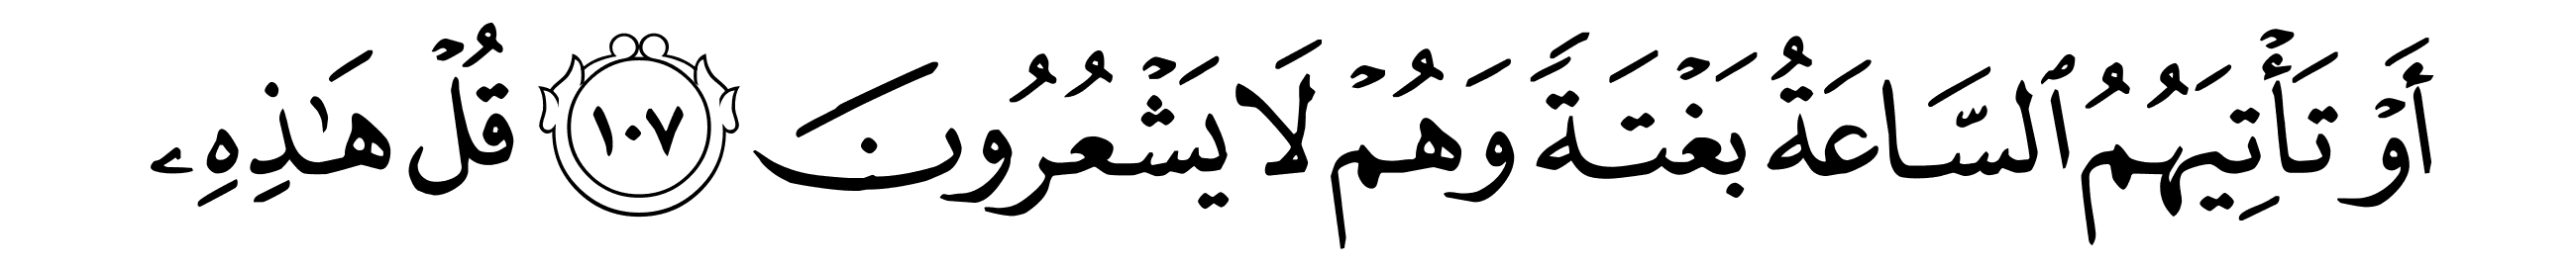 أَوْ تَأْتِيَهُمُ ٱلسَّاعَةُ بَغْتَةً وَهُمْ لَا يَشْعُرُونَ ١٠٧ قُلْ هَـٰذِهِۦ